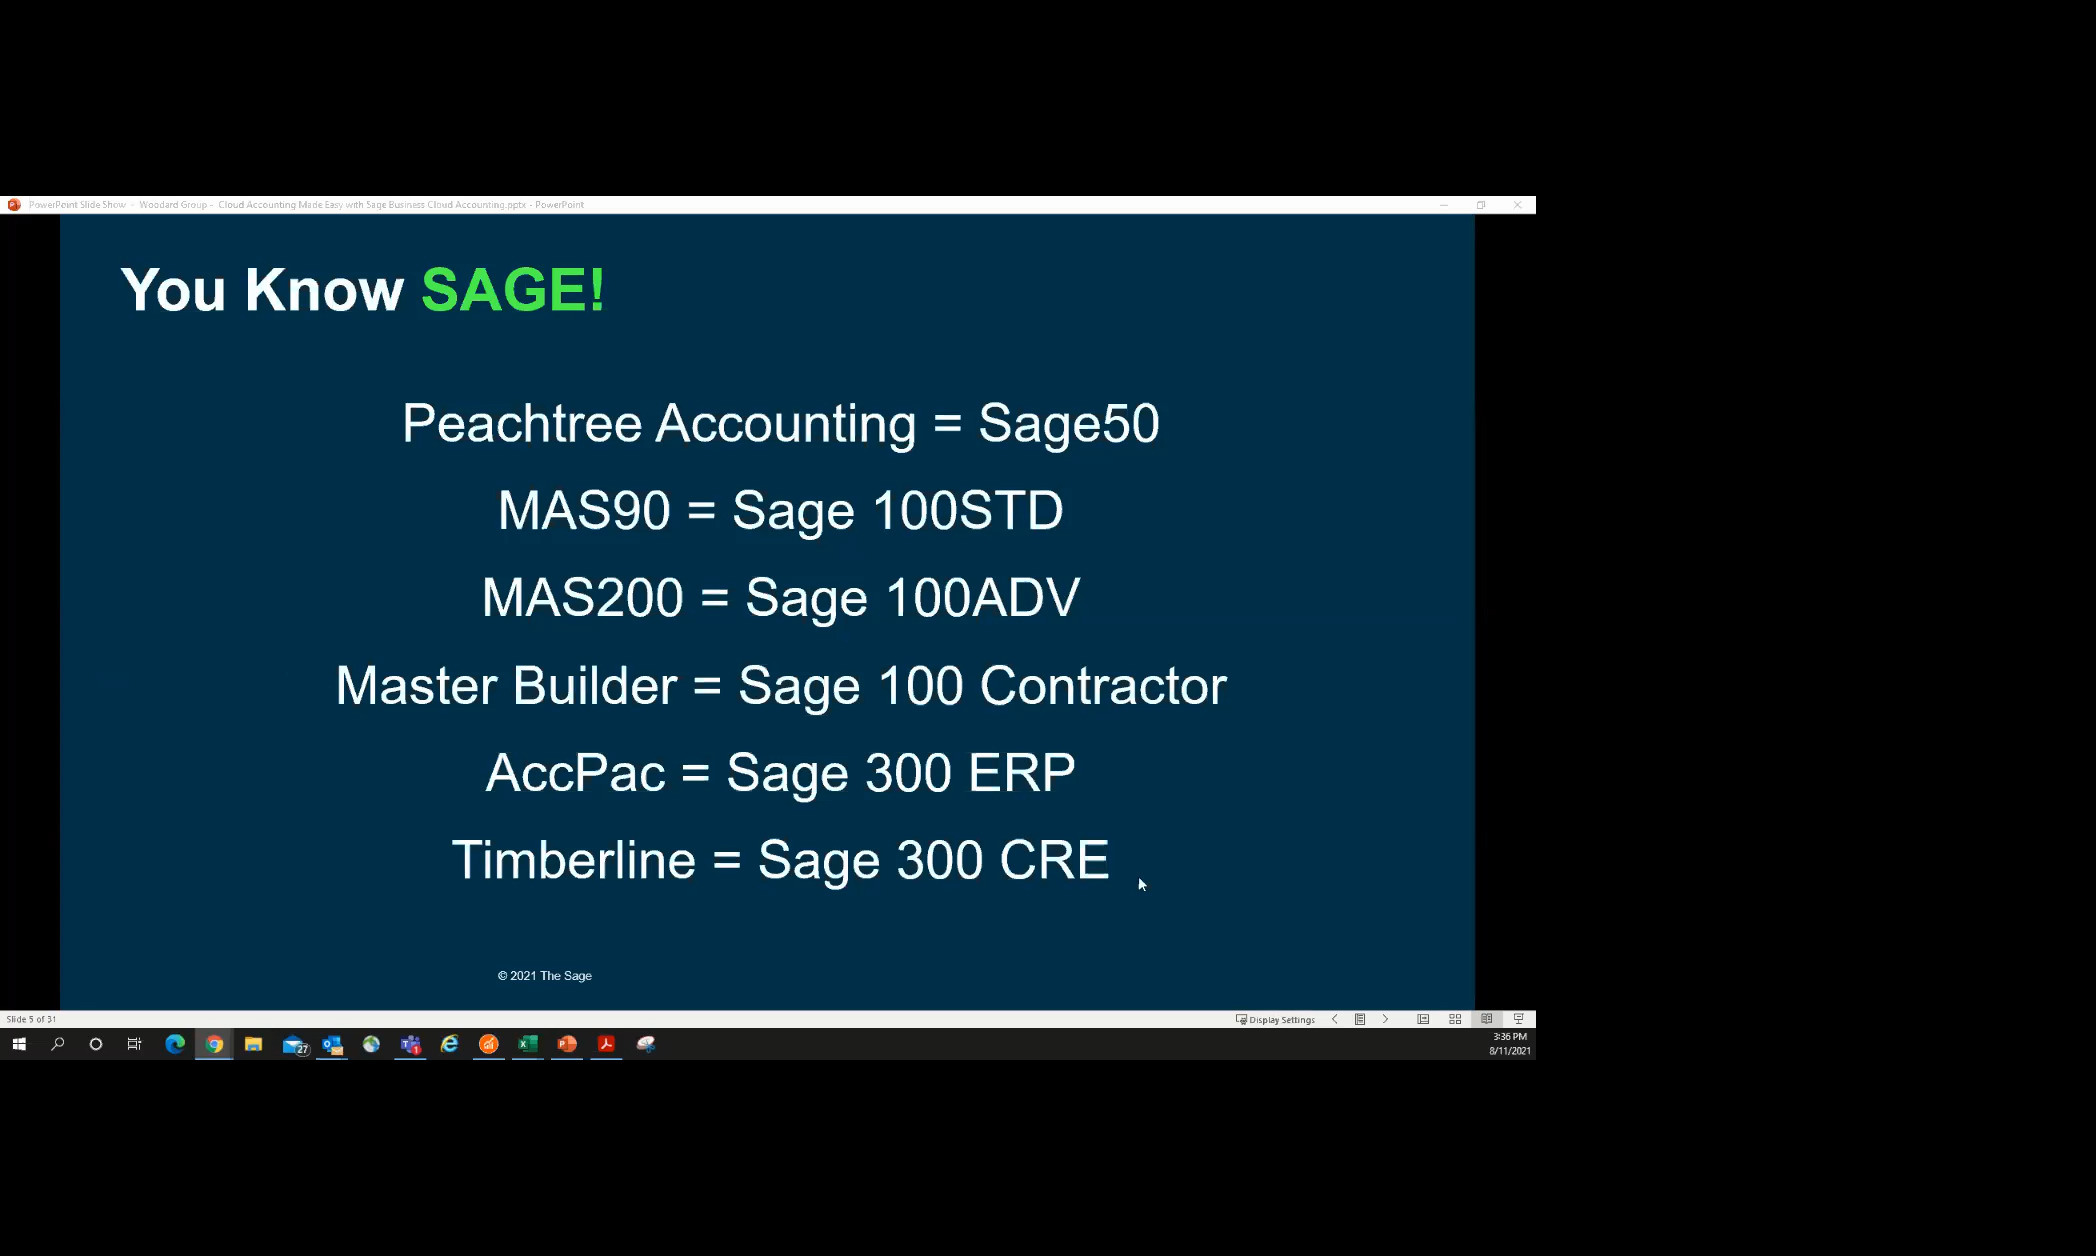 PowerPoint Slide Show - Woodard Group - Cloud Accounting Made Easy with Sage Business Cloud Accounting.pptx - PowerPoint
You Know SAGE!
Peachtree Accounting = Sage50
MAS90 = Sage 100STD
MAS200 = Sage 100ADV
Master Builder = Sage 100 Contractor
AccPac = Sage 300 ERP
Timberline = Sage 300 CRE
© 2021 The Sage
Slide 5 of 31
Display Settings
27
1
3:36 PM
8/11/2021